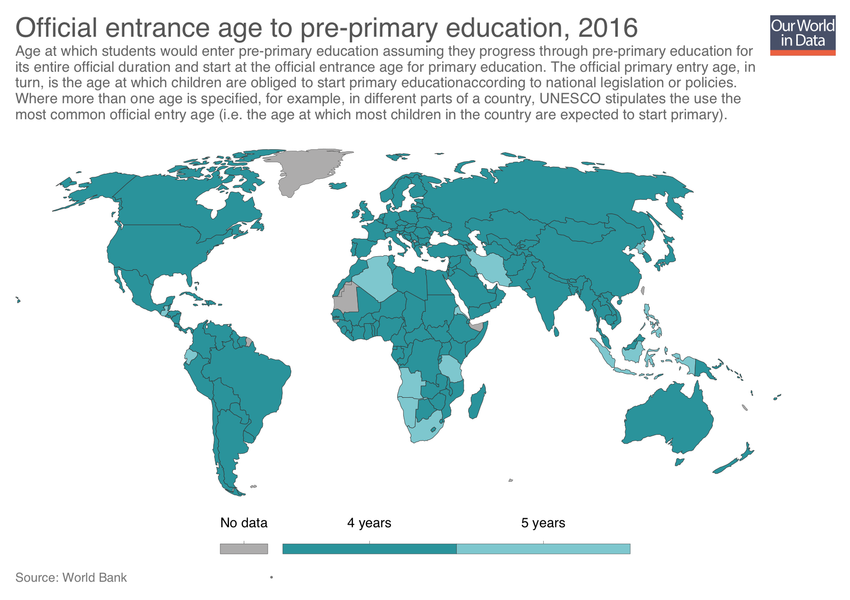 Official entrance age to pre-primary education, 2016
Our World
in Data
Age at which students would enter pre-primary education assuming they progress through pre-primary education for
its entire official duration and start at the official entrance age for primary education. The official primary entry age, in
turn, is the age at which children are obliged to start primary educationaccording to national legislation or policies.
Where more than one age is specified, for example, in different parts of a country, UNESCO stipulates the use the
most common official entry age (i.e. the age at which most children in the country are expected to start primary).
No data
4 years
5 years
Source: World Bank